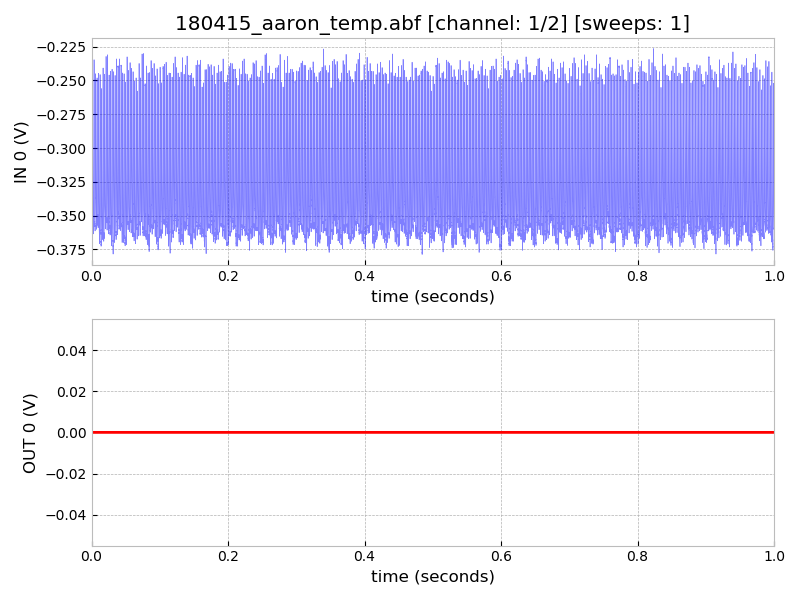 180415_aaron_temp.abf [channel: 1/2] [sweeps: 1]
IN 0 (V)
−0.225
−0.250
−0.275
−0.300
−0.325
−0.350
−0.375
0.0 0.2 0.4 0.6 0.8 1.0
time (seconds)
OUT 0 (V)
0.04
0.02
0.00
−0.02
−0.04
0.0 0.2 0.4 0.6 0.8 1.0
time (seconds)